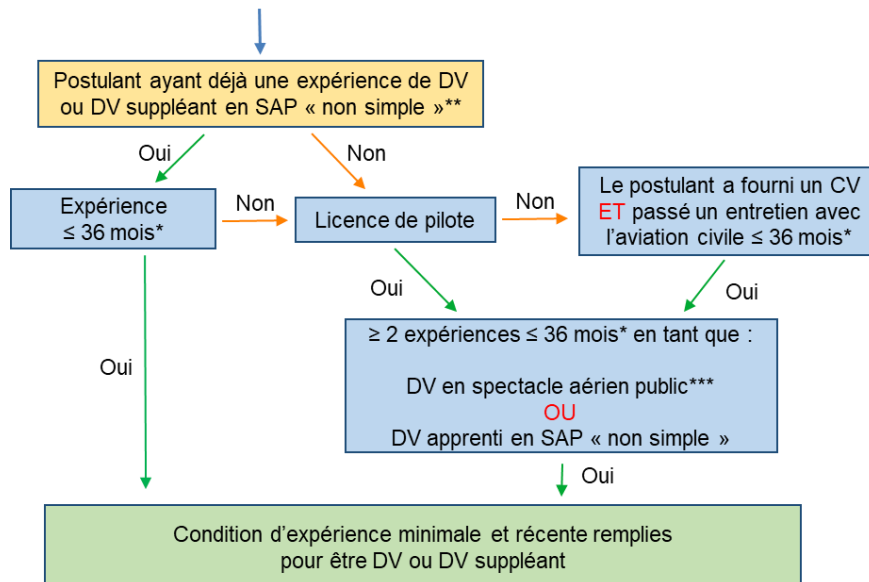 Postulant ayant déjà une expérience de DV
ou DV suppléant en SAP « non simple »**
Oui
Non
Expérience
≤ 36 mois*
Non
Licence de pilote
Non
Le postulant a fourni un CV
ET passé un entretien avec
l'aviation civile ≤ 36 mois*
Oui
Oui
Oui
≥ 2 expériences ≤ 36 mois* en tant que :
DV en spectacle aérien public***
OU
DV apprenti en SAP « non simple »
Oui
Condition d'expérience minimale et récente remplies
pour être DV ou DV suppléant